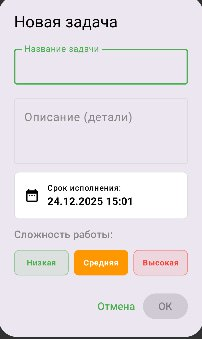 Новая задача
Название задачи
Описание (детали)
Срок исполнения:
24.12.2025 15:01
Сложность работы:
Низкая
Средняя
Высокая
Отмена
ОК